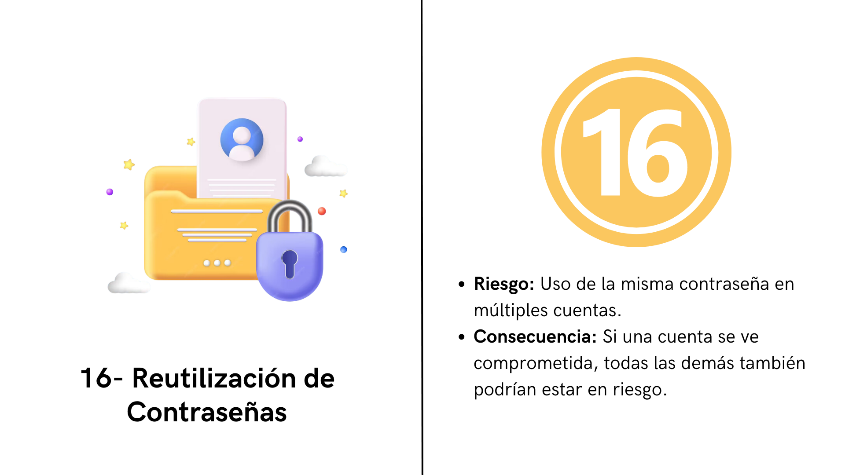 16- Reutilización de
Contraseñas
16
• Riesgo: Uso de la misma contraseña en
múltiples cuentas.
• Consecuencia: Si una cuenta se ve
comprometida, todas las demás también
podrían estar en riesgo.